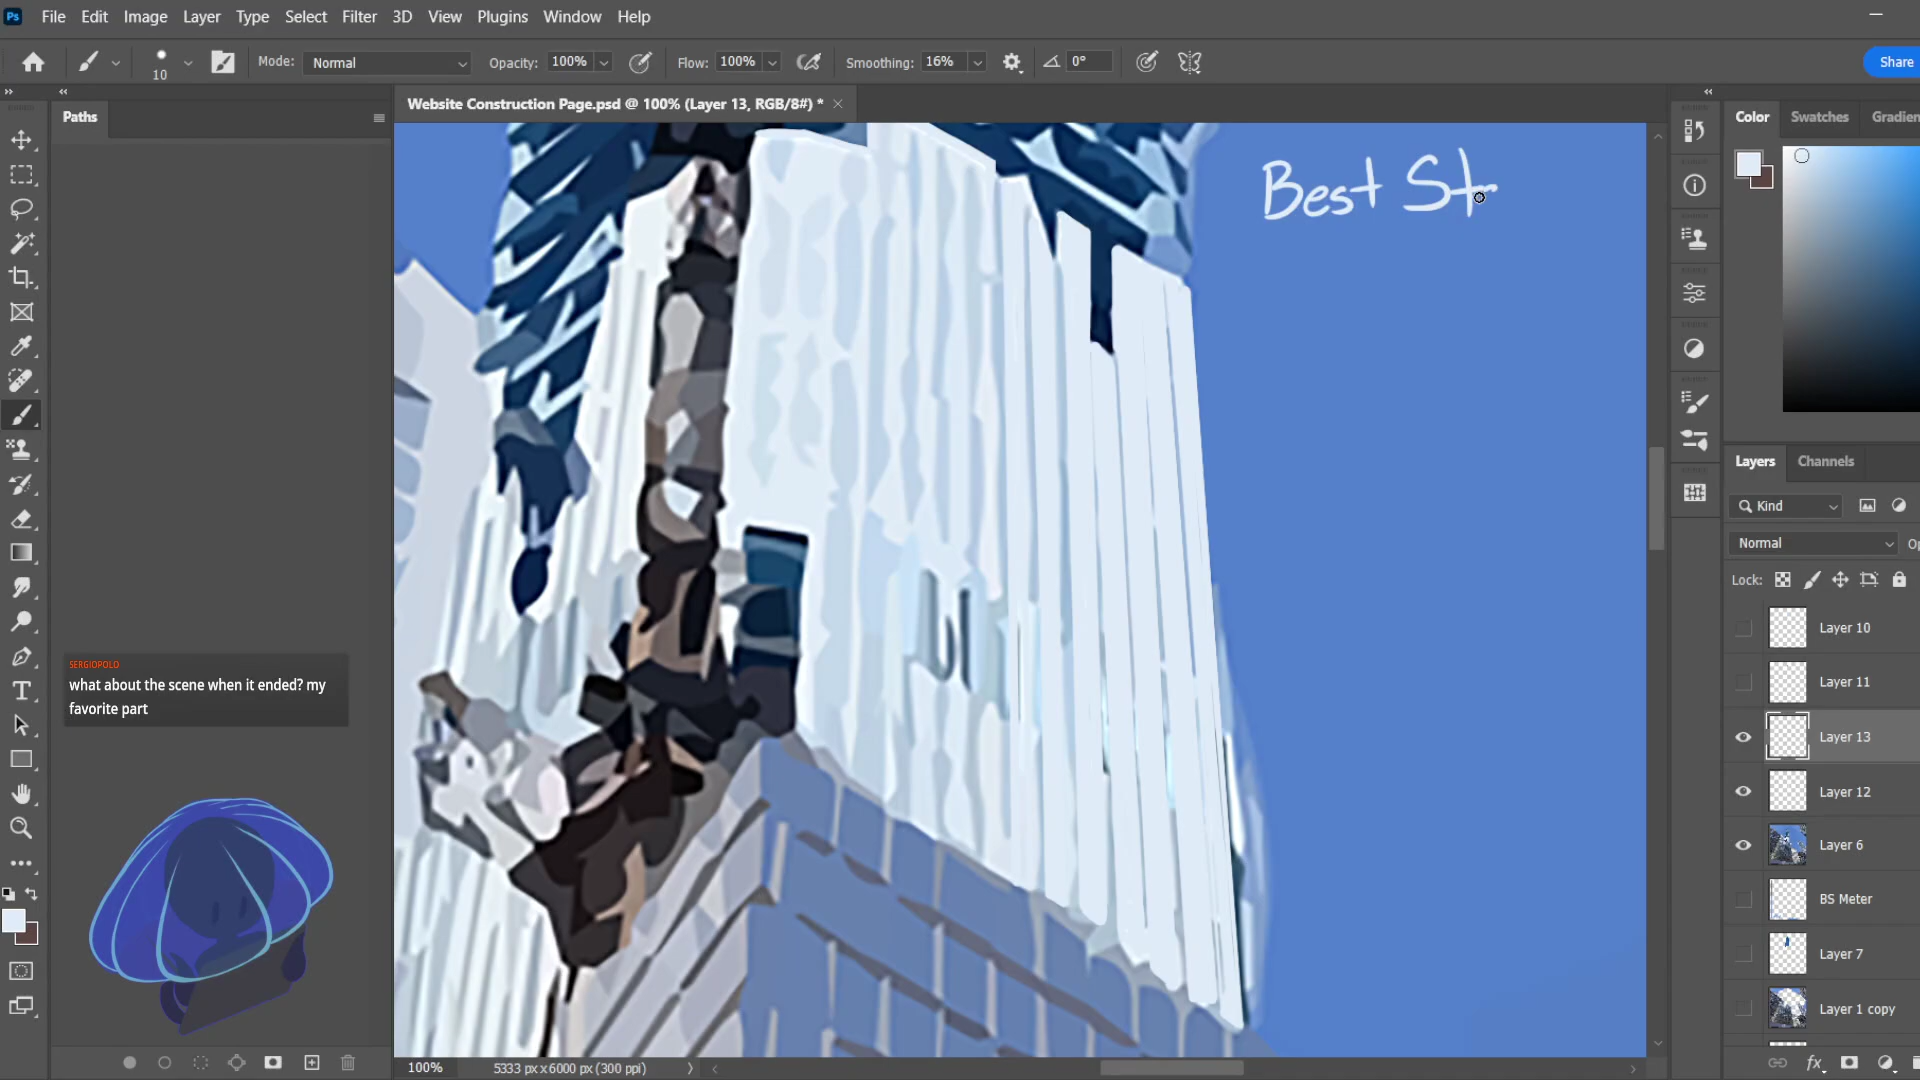 Ps File Edit Image Layer Type Select Filter 3D View Plugins Window Help
10 Mode: Normal Opacity: 100% Flow: 100% Smoothing: 16% 0° Share
Paths
Website Construction Page.psd @ 100% (Layer 13, RGB/8#) *
Color Swatches Gradien
Best St
Layers Channels
Kind
Normal Op
Lock:
Layer 10
Layer 11
Layer 13
Layer 12
Layer 6
BS Meter
Layer 7
Layer 1 copy
SERGIOPOLO
what about the scene when it ended? my
favorite part
100% 5333 px x 6000 px (300 ppi)
fx